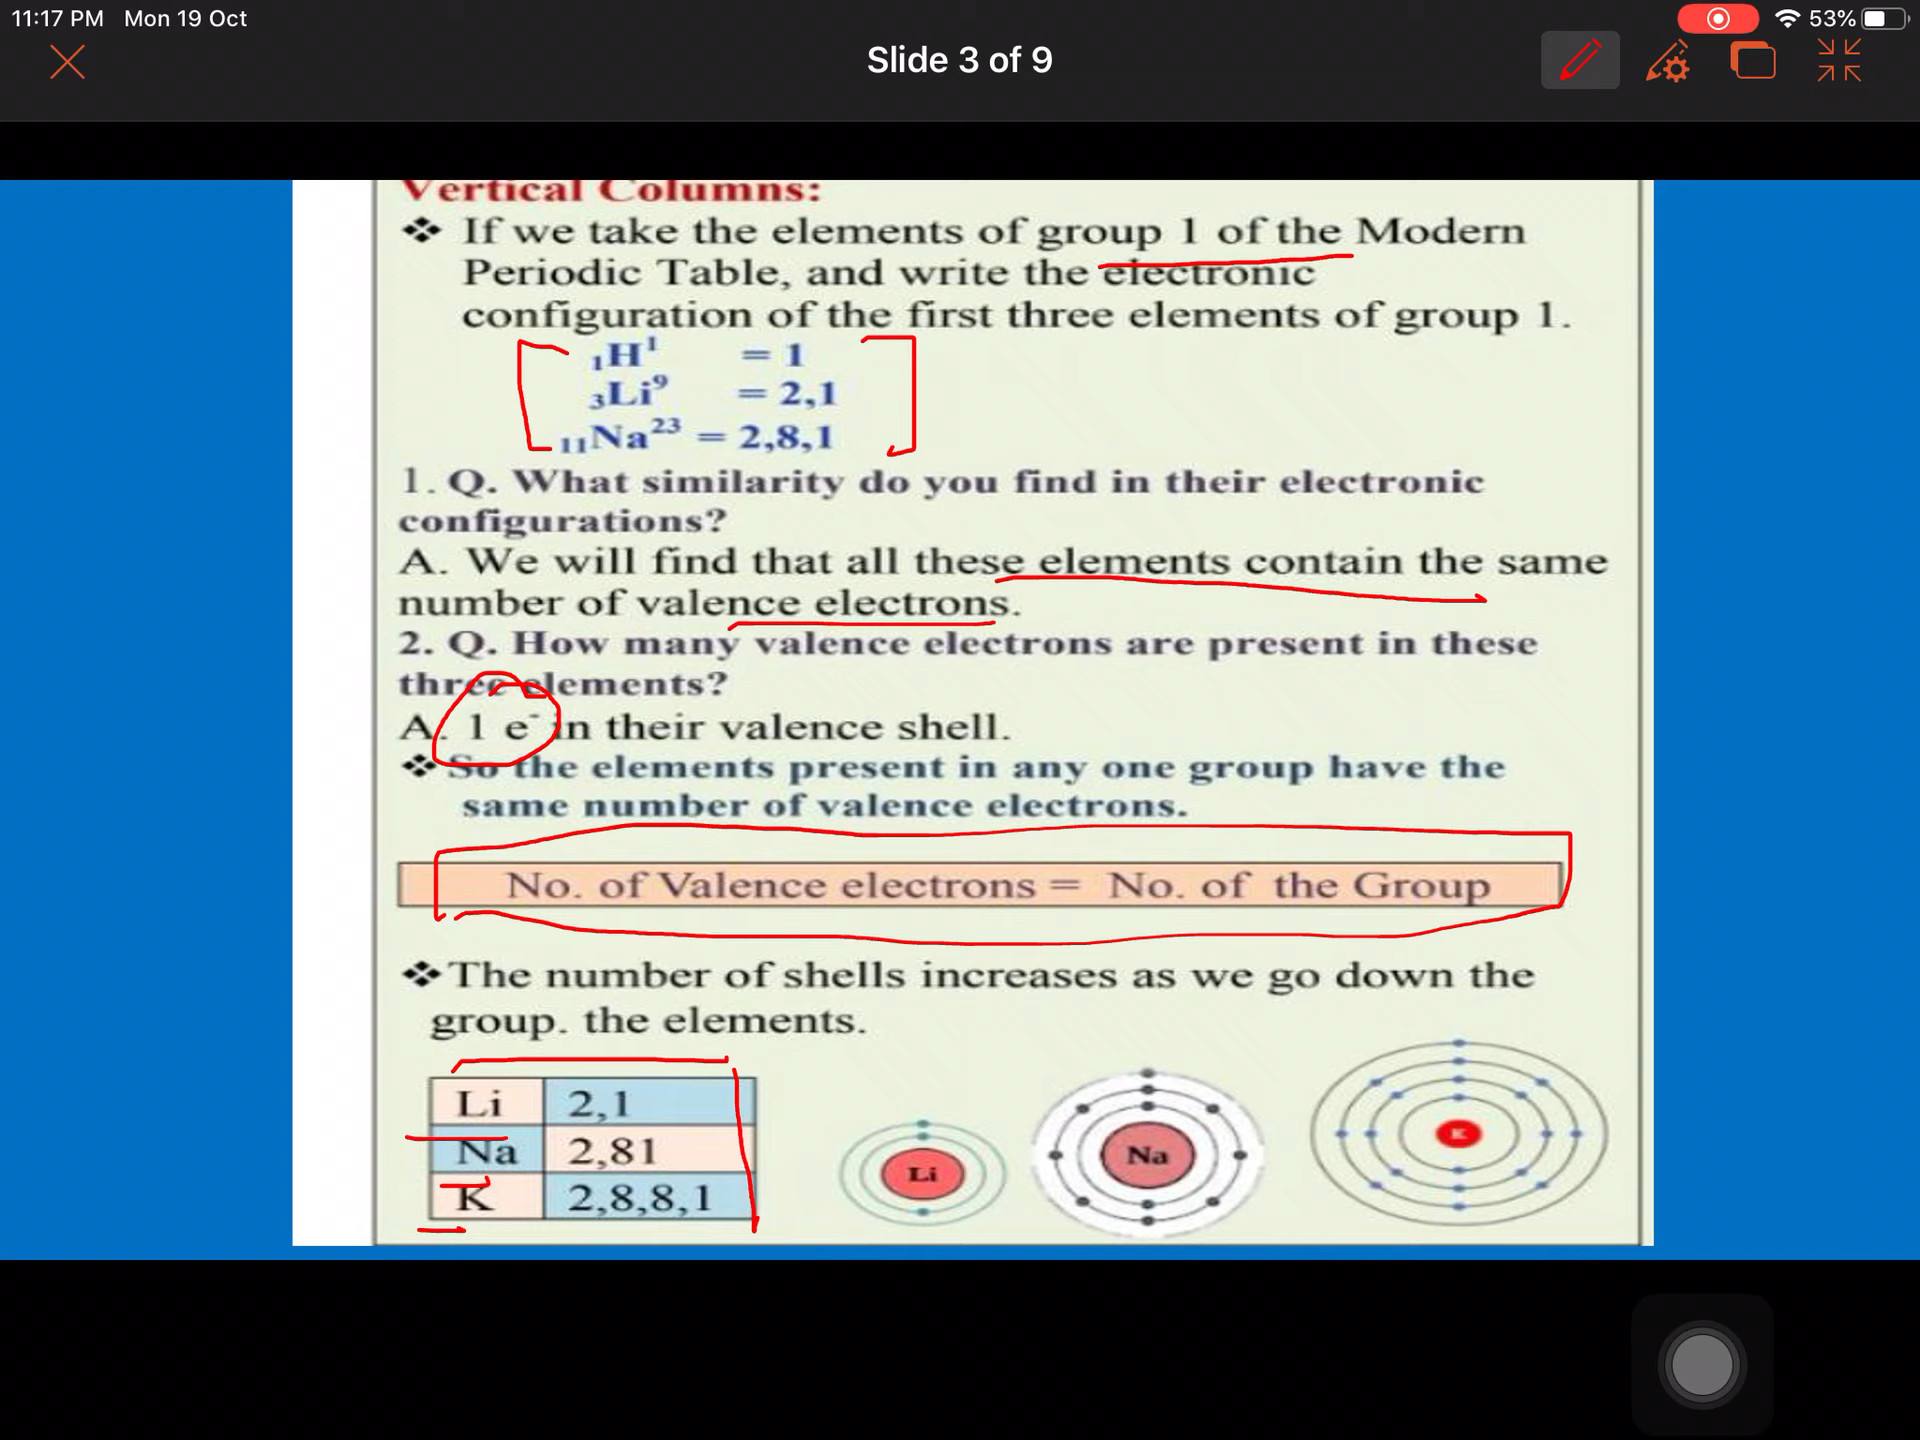 11:17 PM Mon 19 Oct
53%
Slide 3 of 9
Vertical Columns:
❖ If we take the elements of group 1 of the Modern
Periodic Table, and write the electronic
configuration of the first three elements of group 1.
₁H¹ = 1
₃Li⁹ = 2,1
₁₁Na²³ = 2,8,1
1. Q. What similarity do you find in their electronic
configurations?
A. We will find that all these elements contain the same
number of valence electrons.
2. Q. How many valence electrons are present in these
three elements?
A. 1 e⁻ in their valence shell.
❖ So the elements present in any one group have the
same number of valence electrons.
No. of Valence electrons = No. of the Group
❖ The number of shells increases as we go down the
group. the elements.
Li 2,1
Na 2,81
K 2,8,8,1
Li
Na
K